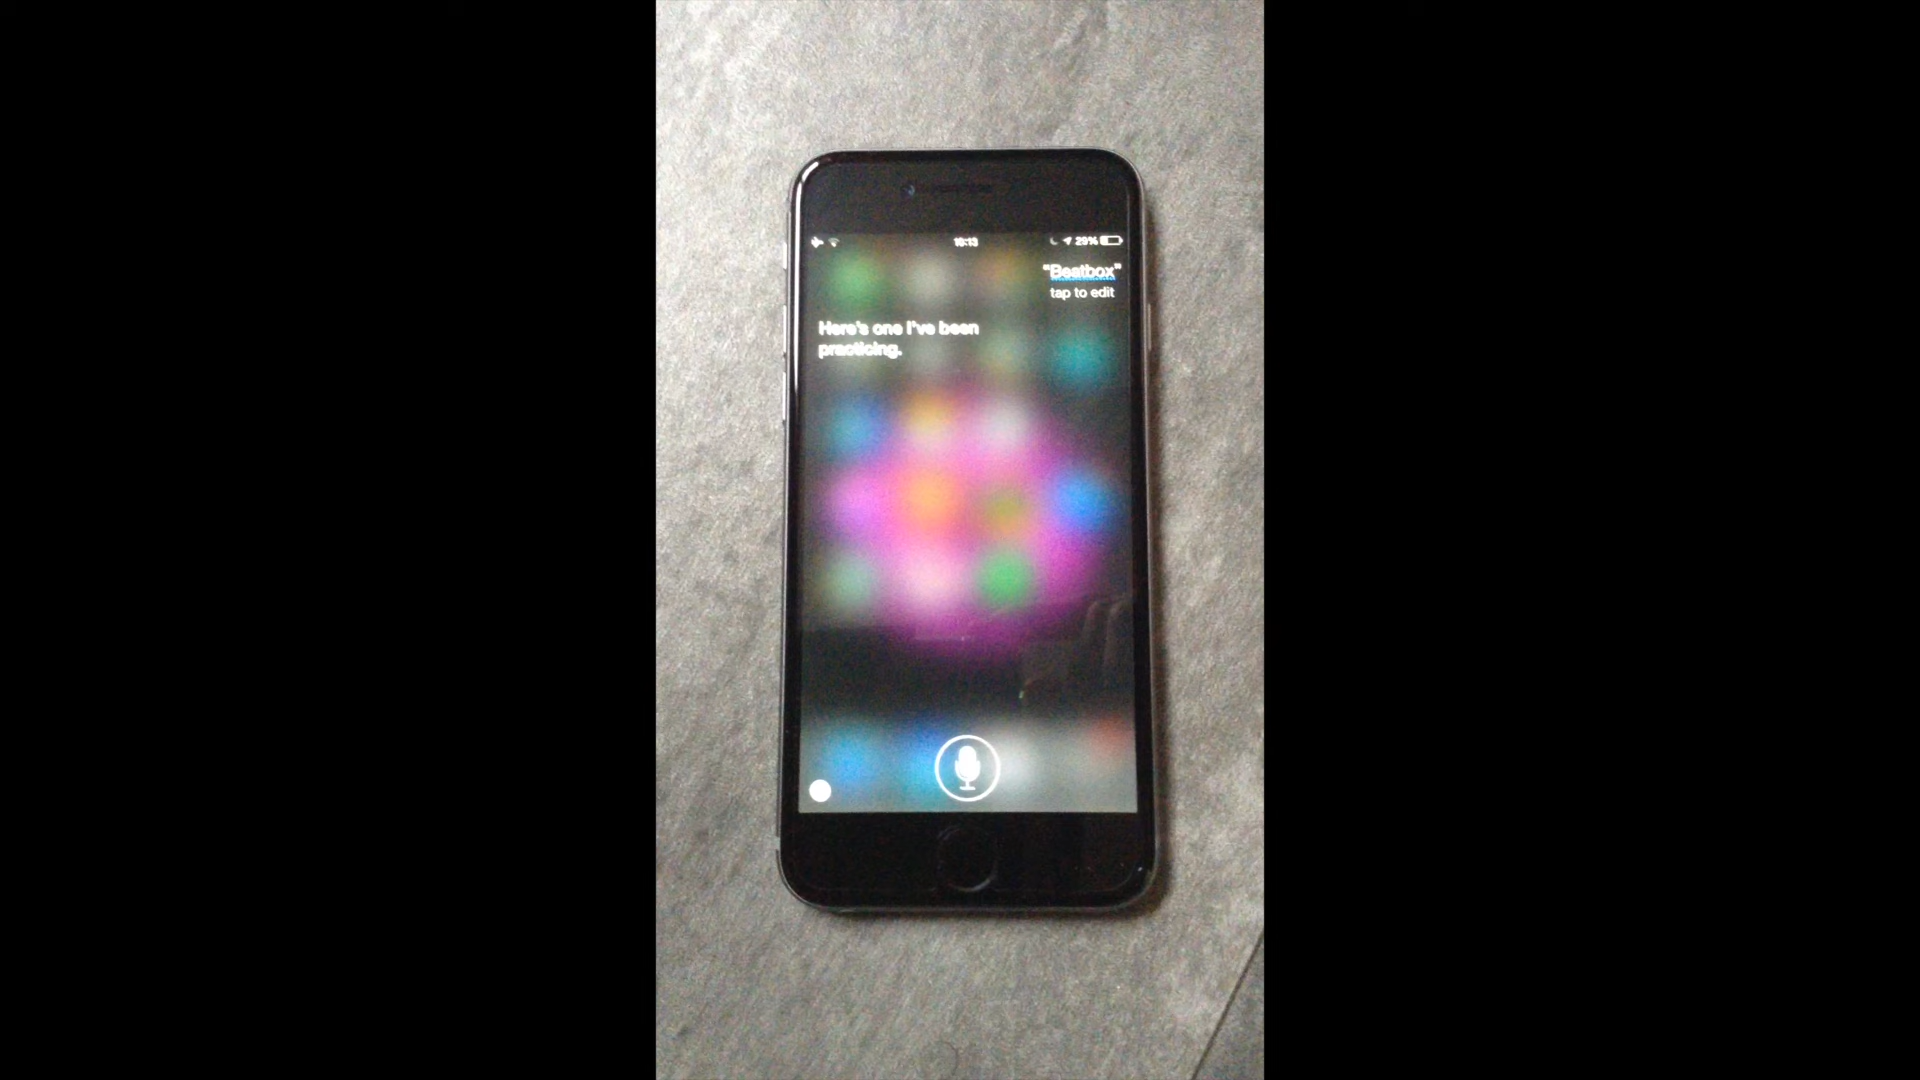 10:13
29%
“Beatbox”
tap to edit
Here's one I've been
practicing.